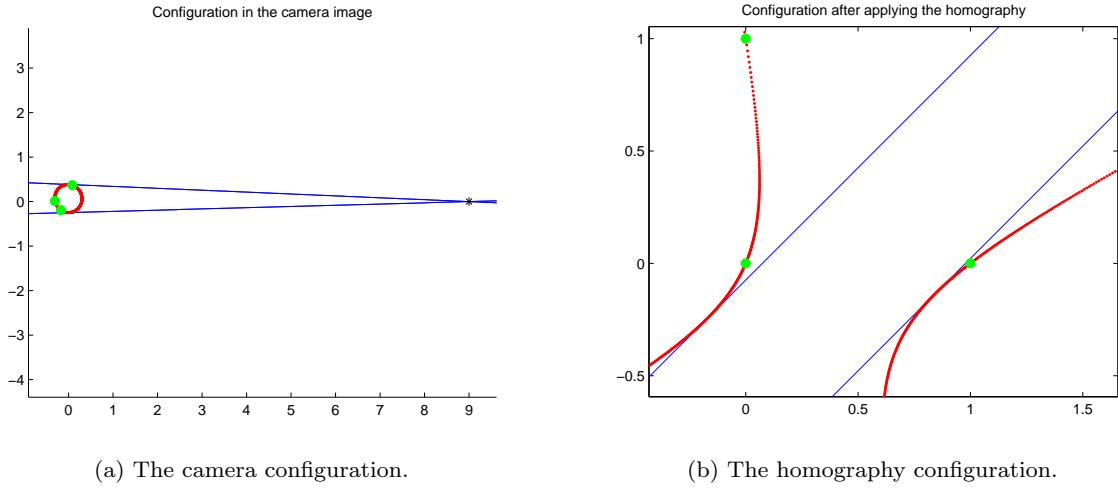 Configuration in the camera image
3
2
1
0
−1
−2
−3
−4
0 1 2 3 4 5 6 7 8 9
(a) The camera configuration.
Configuration after applying the homography
1
0.5
0
−0.5
0 0.5 1 1.5
(b) The homography configuration.